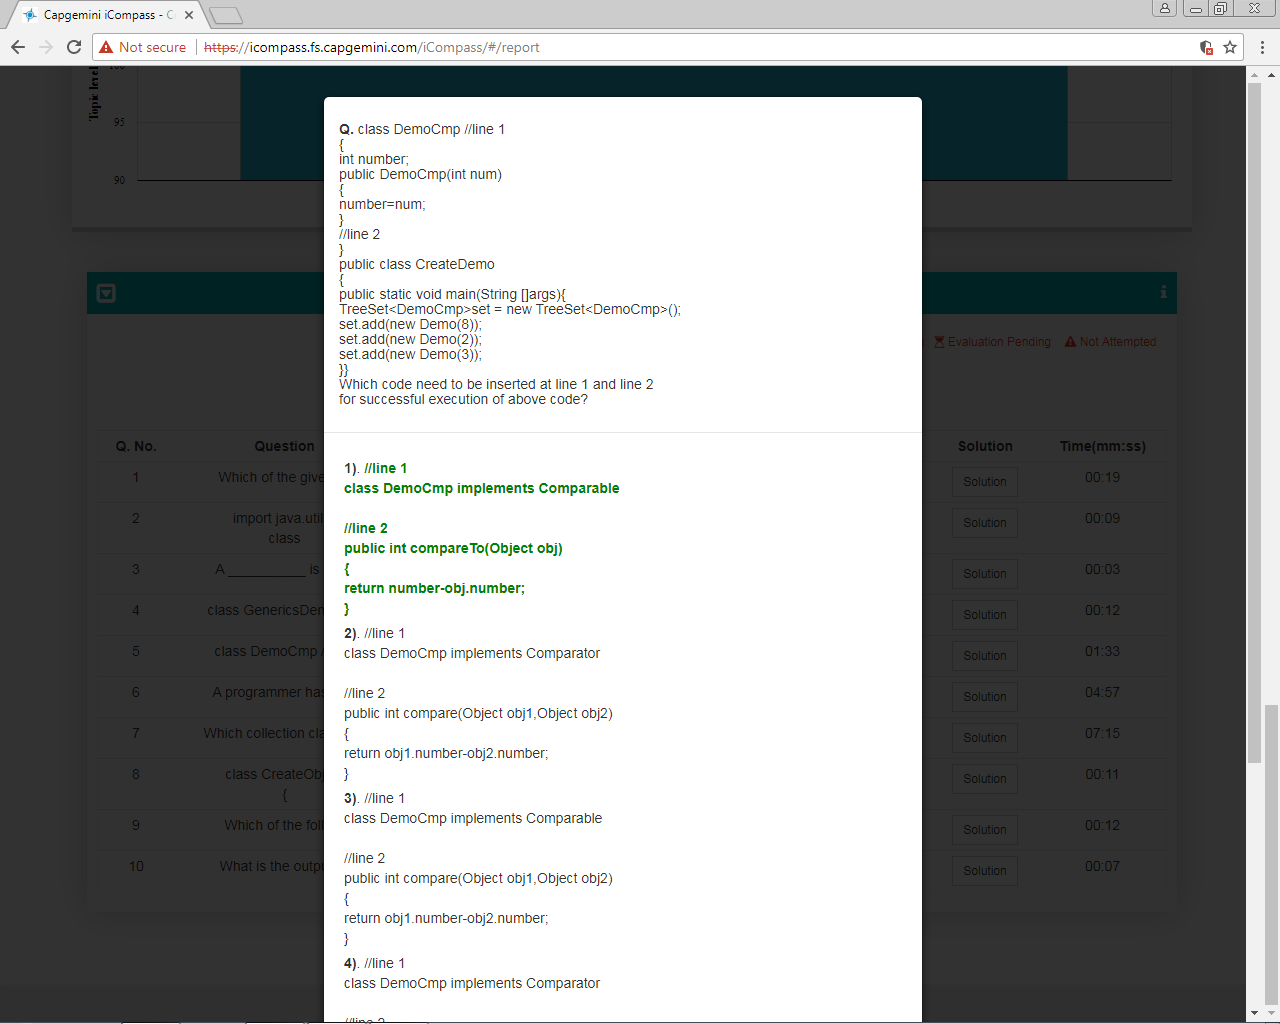 Capgemini iCompass - C
Not secure
https://icompass.fs.capgemini.com/iCompass/#/report
Topic level
95
90
Q. class DemoCmp //line 1
{
int number;
public DemoCmp(int num)
{
number=num;
}
//line 2
}
public class CreateDemo
{
public static void main(String []args){
TreeSet<DemoCmp>set = new TreeSet<DemoCmp>();
set.add(new Demo(8));
set.add(new Demo(2));
set.add(new Demo(3));
}}
Which code need to be inserted at line 1 and line 2
for successful execution of above code?
Evaluation Pending Not Attempted
1). //line 1
class DemoCmp implements Comparable
//line 2
public int compareTo(Object obj)
{
return number-obj.number;
}
2). //line 1
class DemoCmp implements Comparator
//line 2
public int compare(Object obj1,Object obj2)
{
return obj1.number-obj2.number;
}
3). //line 1
class DemoCmp implements Comparable
//line 2
public int compare(Object obj1,Object obj2)
{
return obj1.number-obj2.number;
}
4). //line 1
class DemoCmp implements Comparator
//line 2
Q. No. Question Solution Time(mm:ss)
1 Which of the give Solution 00:19
2 import java.util Solution 00:09
class
3 A __________ is Solution 00:03
4 class GenericsDem Solution 00:12
5 class DemoCmp / Solution 01:33
6 A programmer has Solution 04:57
7 Which collection cla Solution 07:15
8 class CreateObj Solution 00:11
{
9 Which of the foll Solution 00:12
10 What is the outpu Solution 00:07